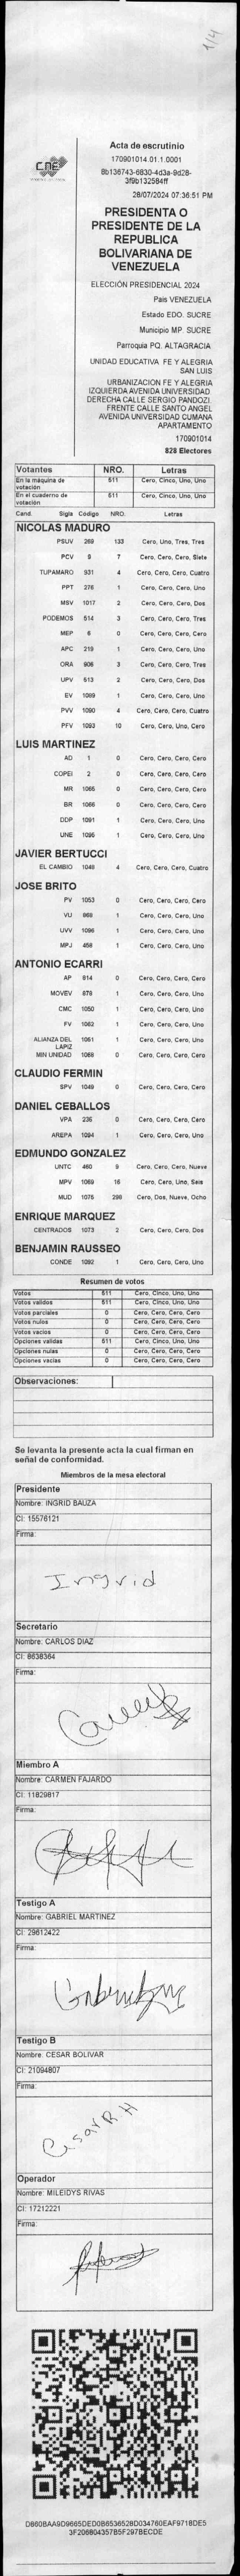 1/4
CNE
Acta de escrutinio
170901014.01.1.0001
8b136743-6830-4d3a-9d28-
3f9b132584ff
28/07/2024 07:36:51 PM
PRESIDENTA O
PRESIDENTE DE LA
REPUBLICA
BOLIVARIANA DE
VENEZUELA
ELECCIÓN PRESIDENCIAL 2024
Pais VENEZUELA
Estado EDO. SUCRE
Municipio MP. SUCRE
Parroquia PQ. ALTAGRACIA
UNIDAD EDUCATIVA FE Y ALEGRIA
SAN LUIS
URBANIZACION FE Y ALEGRIA
IZQUIERDA AVENIDA UNIVERSIDAD.
DERECHA CALLE SERGIO PANDOZI.
FRENTE CALLE SANTO ANGEL
AVENIDA UNIVERSIDAD CUMANA
APARTAMENTO
170901014
828 Electores
Votantes NRO. Letras
En la máquina de votación 511 Cero, Cinco, Uno, Uno
En el cuaderno de votación 511 Cero, Cinco, Uno, Uno
Cand. Sigla Código NRO. Letras
NICOLAS MADURO
PSUV 269 133 Cero, Uno, Tres, Tres
PCV 9 7 Cero, Cero, Cero, Siete
TUPAMARO 931 4 Cero, Cero, Cero, Cuatro
PPT 276 1 Cero, Cero, Cero, Uno
MSV 1017 2 Cero, Cero, Cero, Dos
PODEMOS 514 3 Cero, Cero, Cero, Tres
MEP 6 0 Cero, Cero, Cero, Cero
APC 219 1 Cero, Cero, Cero, Uno
ORA 906 3 Cero, Cero, Cero, Tres
UPV 613 2 Cero, Cero, Cero, Dos
EV 1099 1 Cero, Cero, Cero, Uno
PVV 1090 4 Cero, Cero, Cero, Cuatro
PFV 1093 10 Cero, Cero, Uno, Cero
LUIS MARTINEZ
AD 1 0 Cero, Cero, Cero, Cero
COPEI 2 0 Cero, Cero, Cero, Cero
MR 1065 0 Cero, Cero, Cero, Cero
BR 1066 0 Cero, Cero, Cero, Cero
DDP 1091 1 Cero, Cero, Cero, Uno
UNE 1095 1 Cero, Cero, Cero, Uno
JAVIER BERTUCCI
EL CAMBIO 1048 4 Cero, Cero, Cero, Cuatro
JOSE BRITO
PV 1053 0 Cero, Cero, Cero, Cero
VU 868 1 Cero, Cero, Cero, Uno
UVV 1096 1 Cero, Cero, Cero, Uno
MPJ 458 1 Cero, Cero, Cero, Uno
ANTONIO ECARRI
AP 814 0 Cero, Cero, Cero, Cero
MOVEV 879 1 Cero, Cero, Cero, Uno
CMC 1050 1 Cero, Cero, Cero, Uno
FV 1062 1 Cero, Cero, Cero, Uno
ALIANZA DEL LAPIZ 1061 1 Cero, Cero, Cero, Uno
MIN UNIDAD 1068 0 Cero, Cero, Cero, Cero
CLAUDIO FERMIN
SPV 1049 0 Cero, Cero, Cero, Cero
DANIEL CEBALLOS
VPA 236 0 Cero, Cero, Cero, Cero
AREPA 1094 1 Cero, Cero, Cero, Uno
EDMUNDO GONZALEZ
UNTC 460 9 Cero, Cero, Cero, Nueve
MPV 1069 16 Cero, Cero, Uno, Seis
MUD 1076 298 Cero, Dos, Nueve, Ocho
ENRIQUE MARQUEZ
CENTRADOS 1073 2 Cero, Cero, Cero, Dos
BENJAMIN RAUSSEO
CONDE 1092 1 Cero, Cero, Cero, Uno
Resumen de votos
Votos 511 Cero, Cinco, Uno, Uno
Votos validos 511 Cero, Cinco, Uno, Uno
Votos parciales 0 Cero, Cero, Cero, Cero
Votos nulos 0 Cero, Cero, Cero, Cero
Votos vacios 0 Cero, Cero, Cero, Cero
Opciones validas 511 Cero, Cinco, Uno, Uno
Opciones nulas 0 Cero, Cero, Cero, Cero
Opciones vacias 0 Cero, Cero, Cero, Cero
Observaciones:
Se levanta la presente acta la cual firman en
señal de conformidad.
Miembros de la mesa electoral
Presidente
Nombre: INGRID BAUZA
CI: 15576121
Firma:
Ingrid
Secretario
Nombre: CARLOS DIAZ
CI: 8638364
Firma:
Miembro A
Nombre: CARMEN FAJARDO
CI: 11829817
Firma:
Testigo A
Nombre: GABRIEL MARTINEZ
CI: 29612422
Firma:
Testigo B
Nombre: CESAR BOLIVAR
CI: 21094807
Firma:
Cesar R H
Operador
Nombre: MILEIDYS RIVAS
CI: 17212221
Firma:
D860BAA9D9665DED0B6536528D034760EAF9718DE5
3F206804357B5F297BECDE